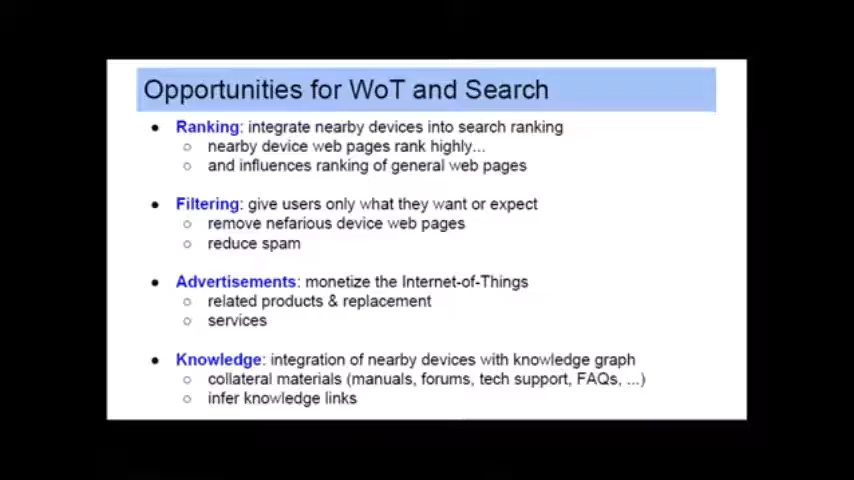 Opportunities for WoT and Search
● Ranking: integrate nearby devices into search ranking
○ nearby device web pages rank highly...
○ and influences ranking of general web pages
● Filtering: give users only what they want or expect
○ remove nefarious device web pages
○ reduce spam
● Advertisements: monetize the Internet-of-Things
○ related products & replacement
○ services
● Knowledge: integration of nearby devices with knowledge graph
○ collateral materials (manuals, forums, tech support, FAQs, ...)
○ infer knowledge links